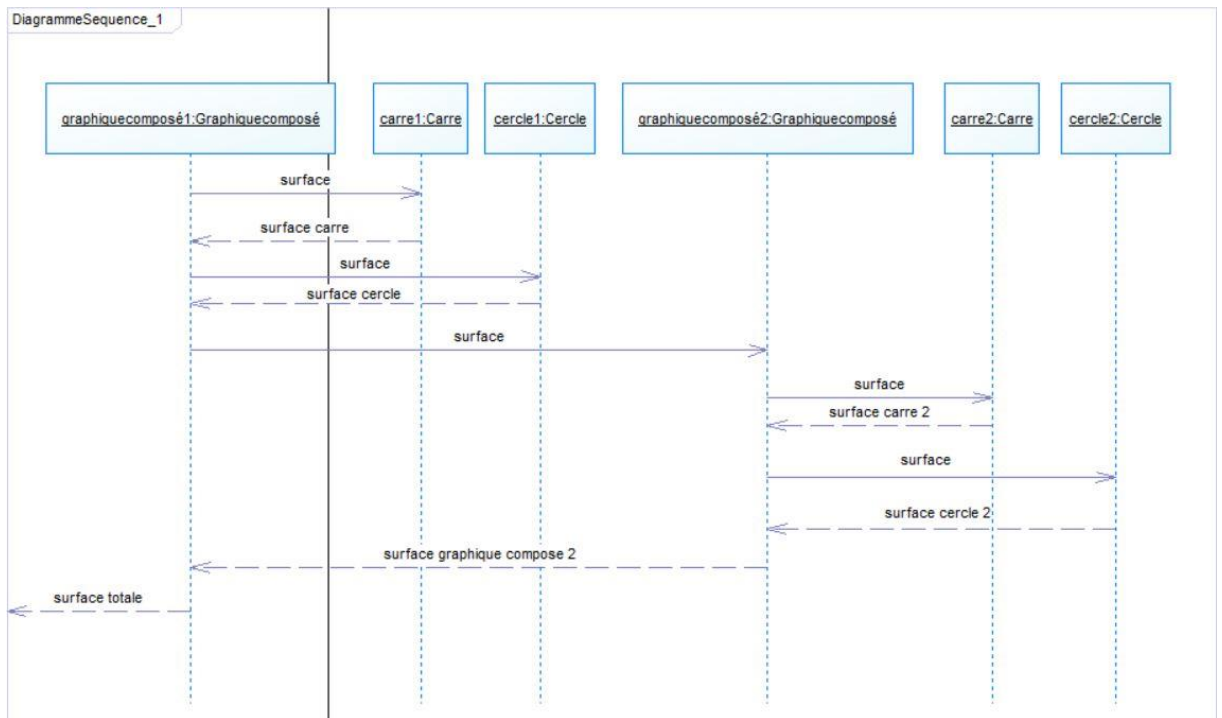 DiagrammeSequence_1
graphiquecomposé1:Graphiquecomposé
carre1:Carre
cercle1:Cercle
graphiquecomposé2:Graphiquecomposé
carre2:Carre
cercle2:Cercle
surface
surface carre
surface
surface cercle
surface
surface
surface carre 2
surface
surface cercle 2
surface graphique compose 2
surface totale